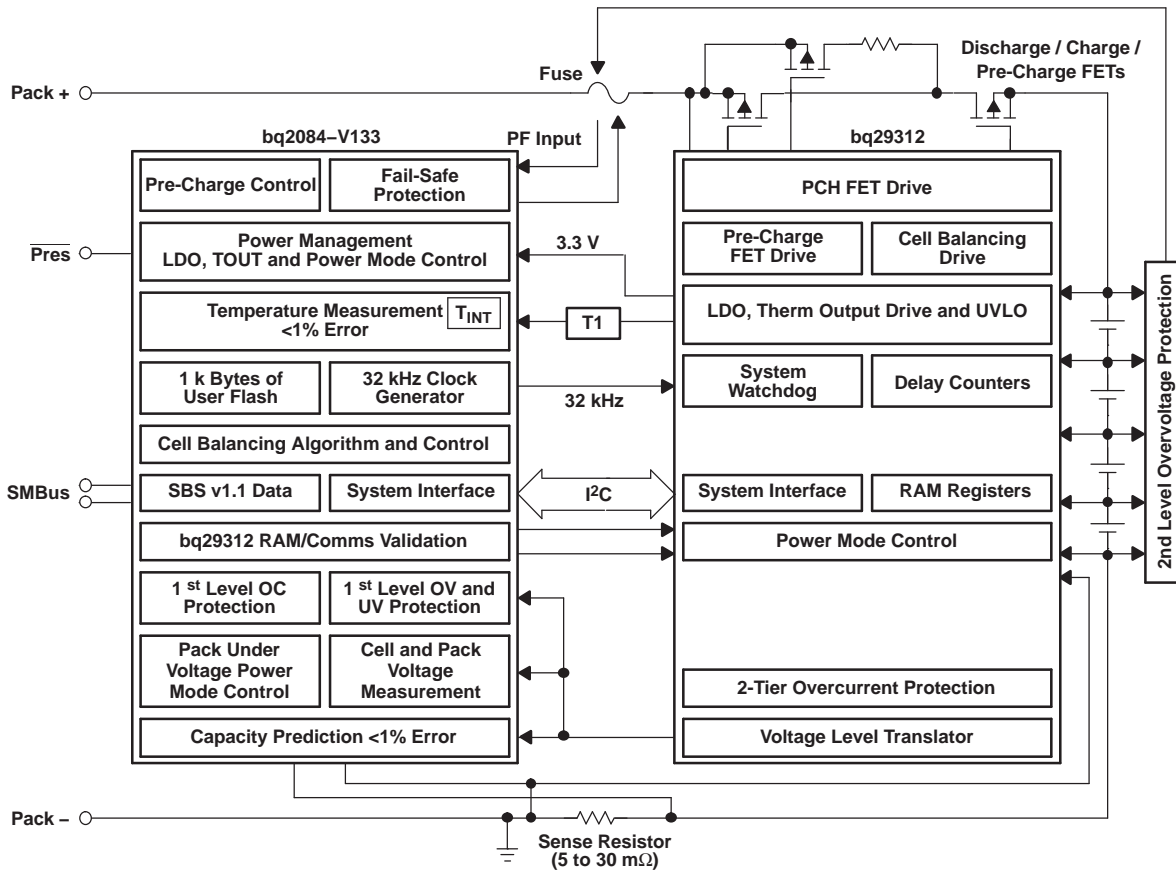 Discharge / Charge /
Pre-Charge FETs
Fuse
Pack +
bq2084–V133
PF Input
bq29312
Pre-Charge Control
Fail-Safe
Protection
PCH FET Drive
Pres
Power Management
LDO, TOUT and Power Mode Control
3.3 V
Pre-Charge
FET Drive
Cell Balancing
Drive
Temperature Measurement
<1% Error
TINT
T1
LDO, Therm Output Drive and UVLO
1 k Bytes of
User Flash
32 kHz Clock
Generator
32 kHz
System
Watchdog
Delay Counters
2nd Level Overvoltage Protection
Cell Balancing Algorithm and Control
SMBus
SBS v1.1 Data
System Interface
I2C
System Interface
RAM Registers
bq29312 RAM/Comms Validation
Power Mode Control
1 st Level OC
Protection
1 st Level OV and
UV Protection
Pack Under
Voltage Power
Mode Control
Cell and Pack
Voltage
Measurement
2-Tier Overcurrent Protection
Capacity Prediction <1% Error
Voltage Level Translator
Pack –
Sense Resistor
(5 to 30 mΩ)